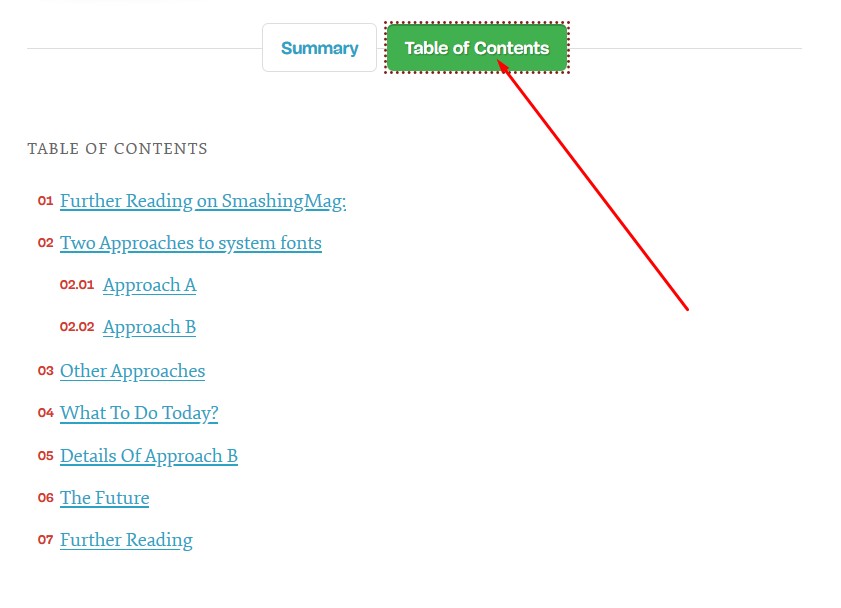 Summary
Table of Contents
TABLE OF CONTENTS
01 Further Reading on SmashingMag:
02 Two Approaches to system fonts
02.01 Approach A
02.02 Approach B
03 Other Approaches
04 What To Do Today?
05 Details Of Approach B
06 The Future
07 Further Reading